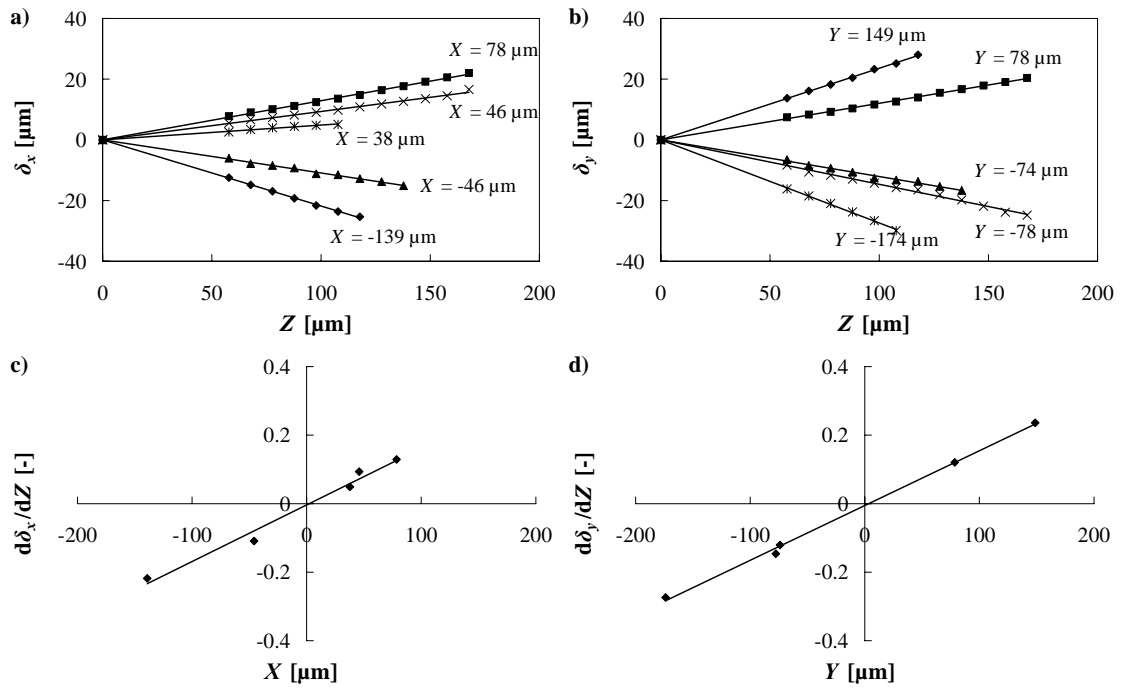 a)
40
20
0
-20
-40
δx [µm]
X = 78 µm
X = 46 µm
X = 38 µm
X = -46 µm
X = -139 µm
0 50 100 150 200
Z [µm]
b)
40
20
0
-20
-40
δy [µm]
Y = 149 µm
Y = 78 µm
Y = -74 µm
Y = -78 µm
Y = -174 µm
0 50 100 150 200
Z [µm]
c)
0.4
0.2
0
-0.2
-0.4
dδx/dZ [-]
-200 -100 0 100 200
X [µm]
d)
0.4
0.2
0
-0.2
-0.4
dδy/dZ [-]
-200 -100 0 100 200
Y [µm]